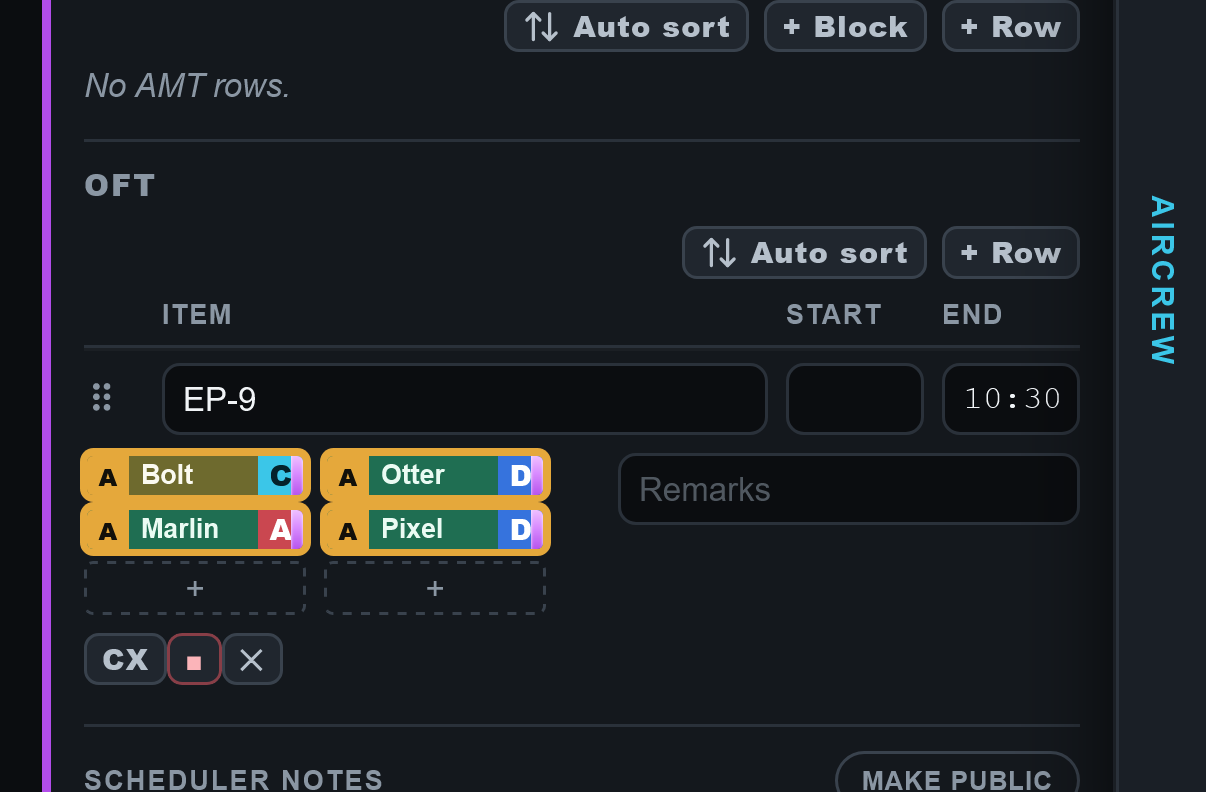 Auto sort + Block + Row
No AMT rows.
OFT
Auto sort + Row
ITEM START END
EP-9 10:30
A Bolt C A Otter D
Remarks
A Marlin A A Pixel D
+ +
CX
SCHEDULER NOTES MAKE PUBLIC
AIRCREW